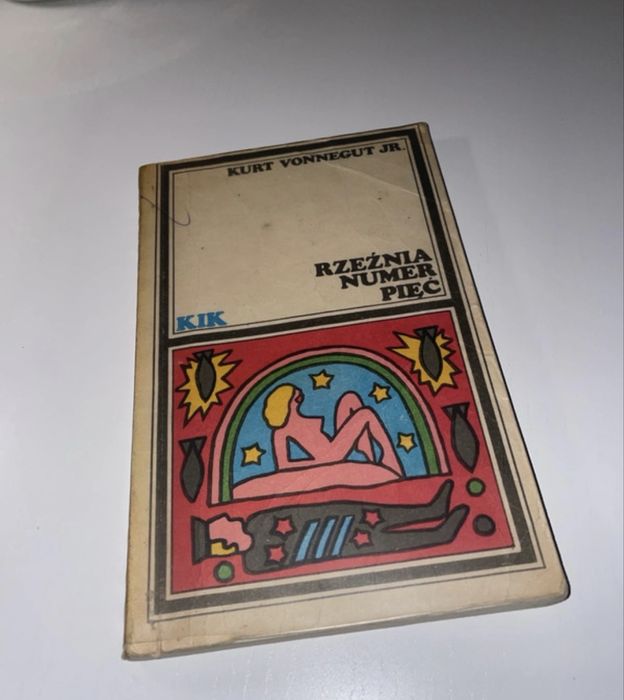 KURT VONNEGUT JR.
RZEŹNIA
NUMER
PIĘĆ
KIK